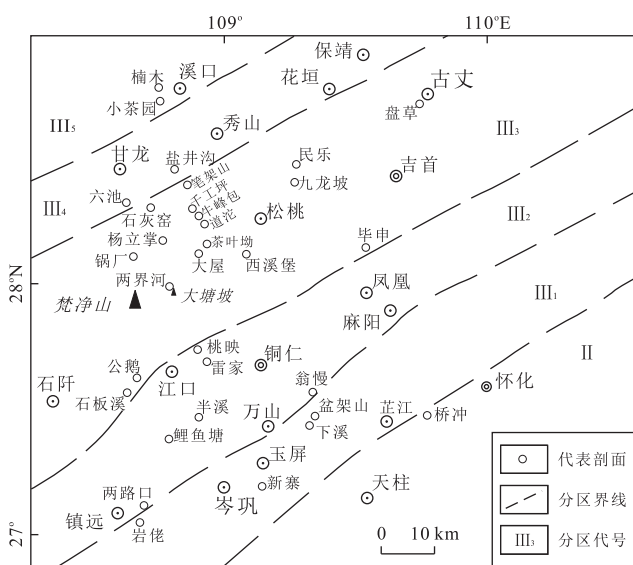 109°
110°E
保靖
楠木
溪口
花垣
古丈
小茶园
盘草
III₅
秀山
III₃
甘龙
盐井沟
民乐
笔架山
吉首
千工坪
九龙坡
六池
牛峰包
III₄
石灰窑
道沱
松桃
III₂
杨立掌
茶叶坳
毕申
锅厂
大屋
西溪堡
28°N
两界河
凤凰
梵净山
大塘坡
III₁
麻阳
II
桃映
铜仁
公鹅
雷家
怀化
石阡
江口
翁慢
石板溪
半溪
万山
盆架山
芷江
桥冲
鲤鱼塘
下溪
代表剖面
玉屏
天柱
两路口
岑巩
新寨
分区界线
镇远
岩佬
27°
0 10 km
III₃
分区代号